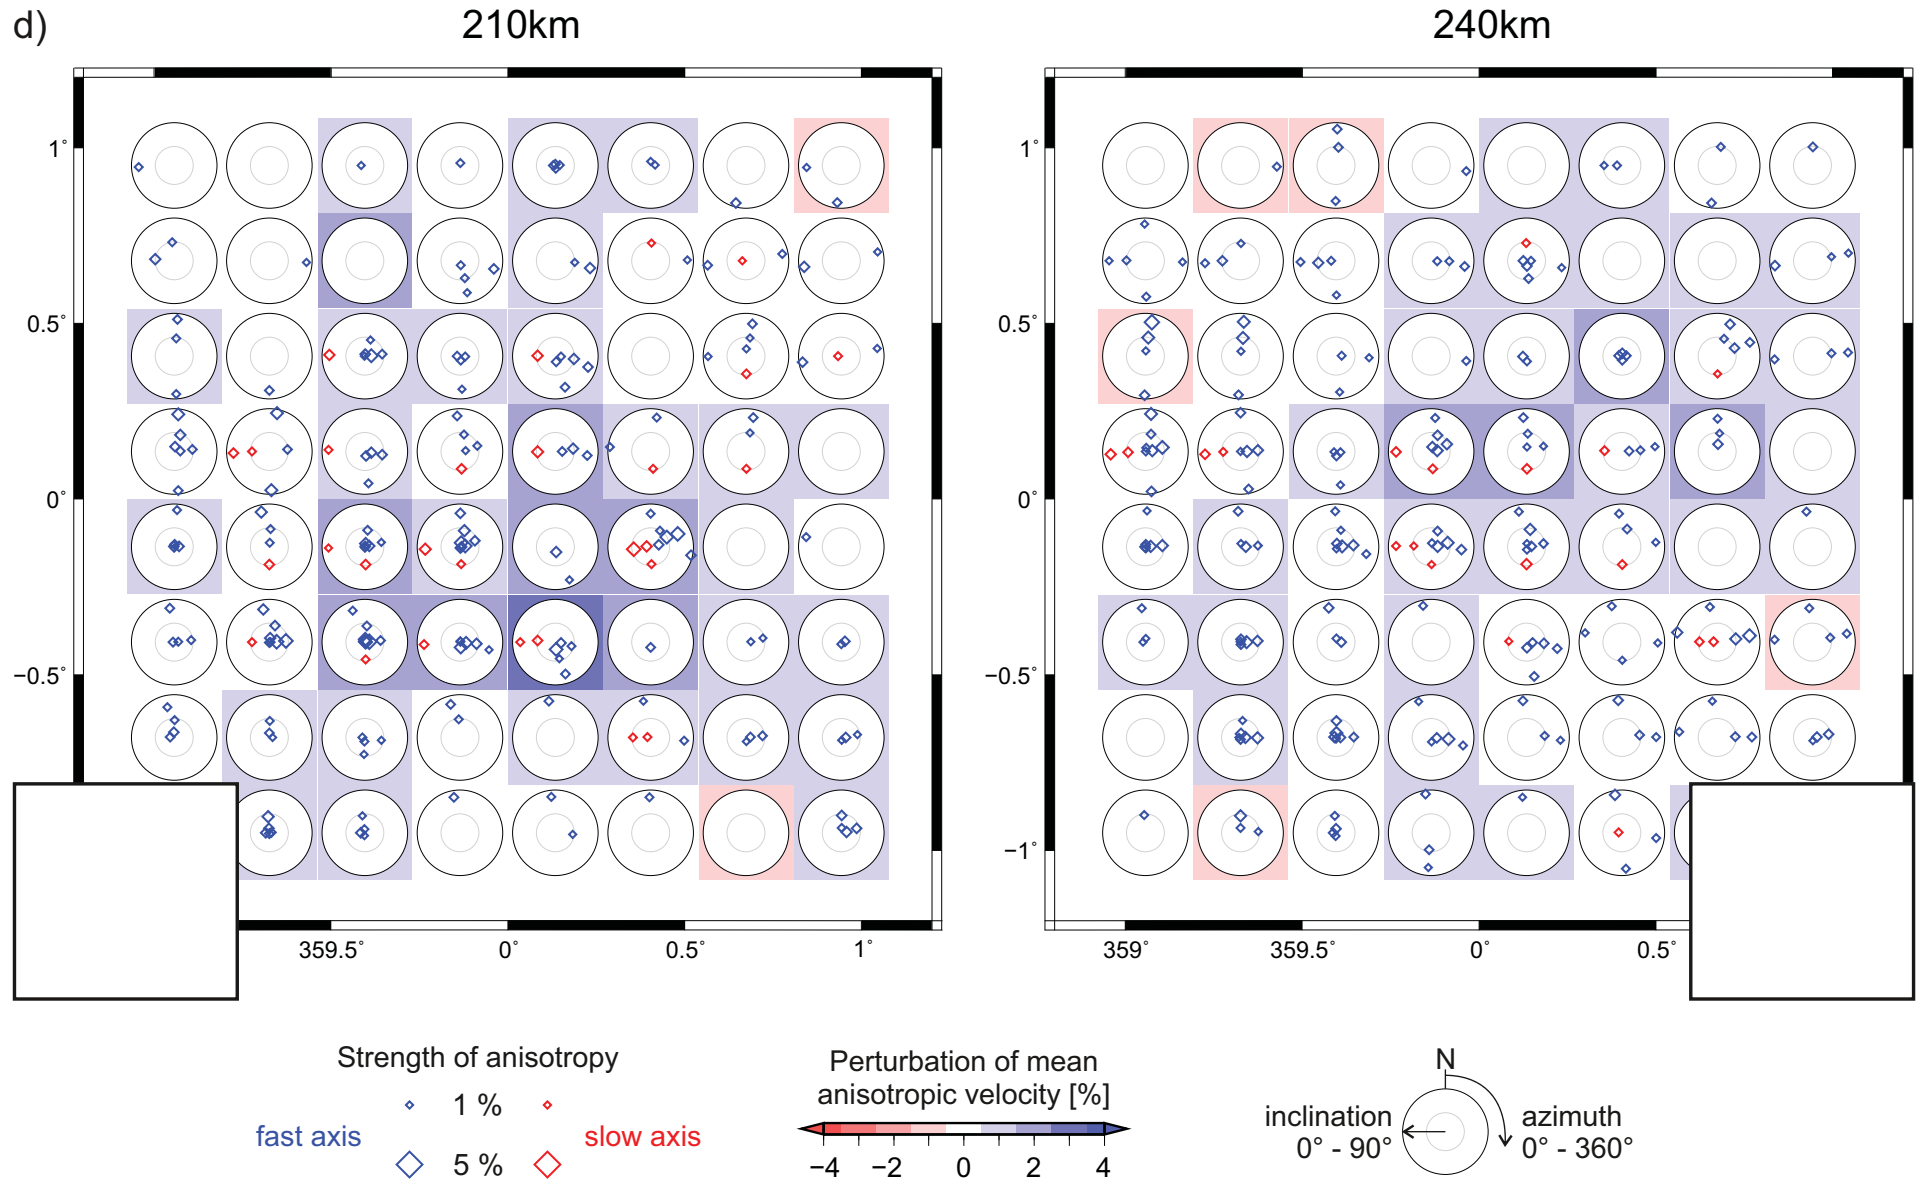 d)
210km
240km
1°
0.5°
0°
−0.5°
359.5°
0°
0.5°
1°
1°
0.5°
0°
−0.5°
−1°
359°
359.5°
0°
0.5°
Strength of anisotropy
1 %
fast axis
slow axis
5 %
Perturbation of mean
anisotropic velocity [%]
−4
−2
0
2
4
N
inclination
0° - 90°
azimuth
0° - 360°